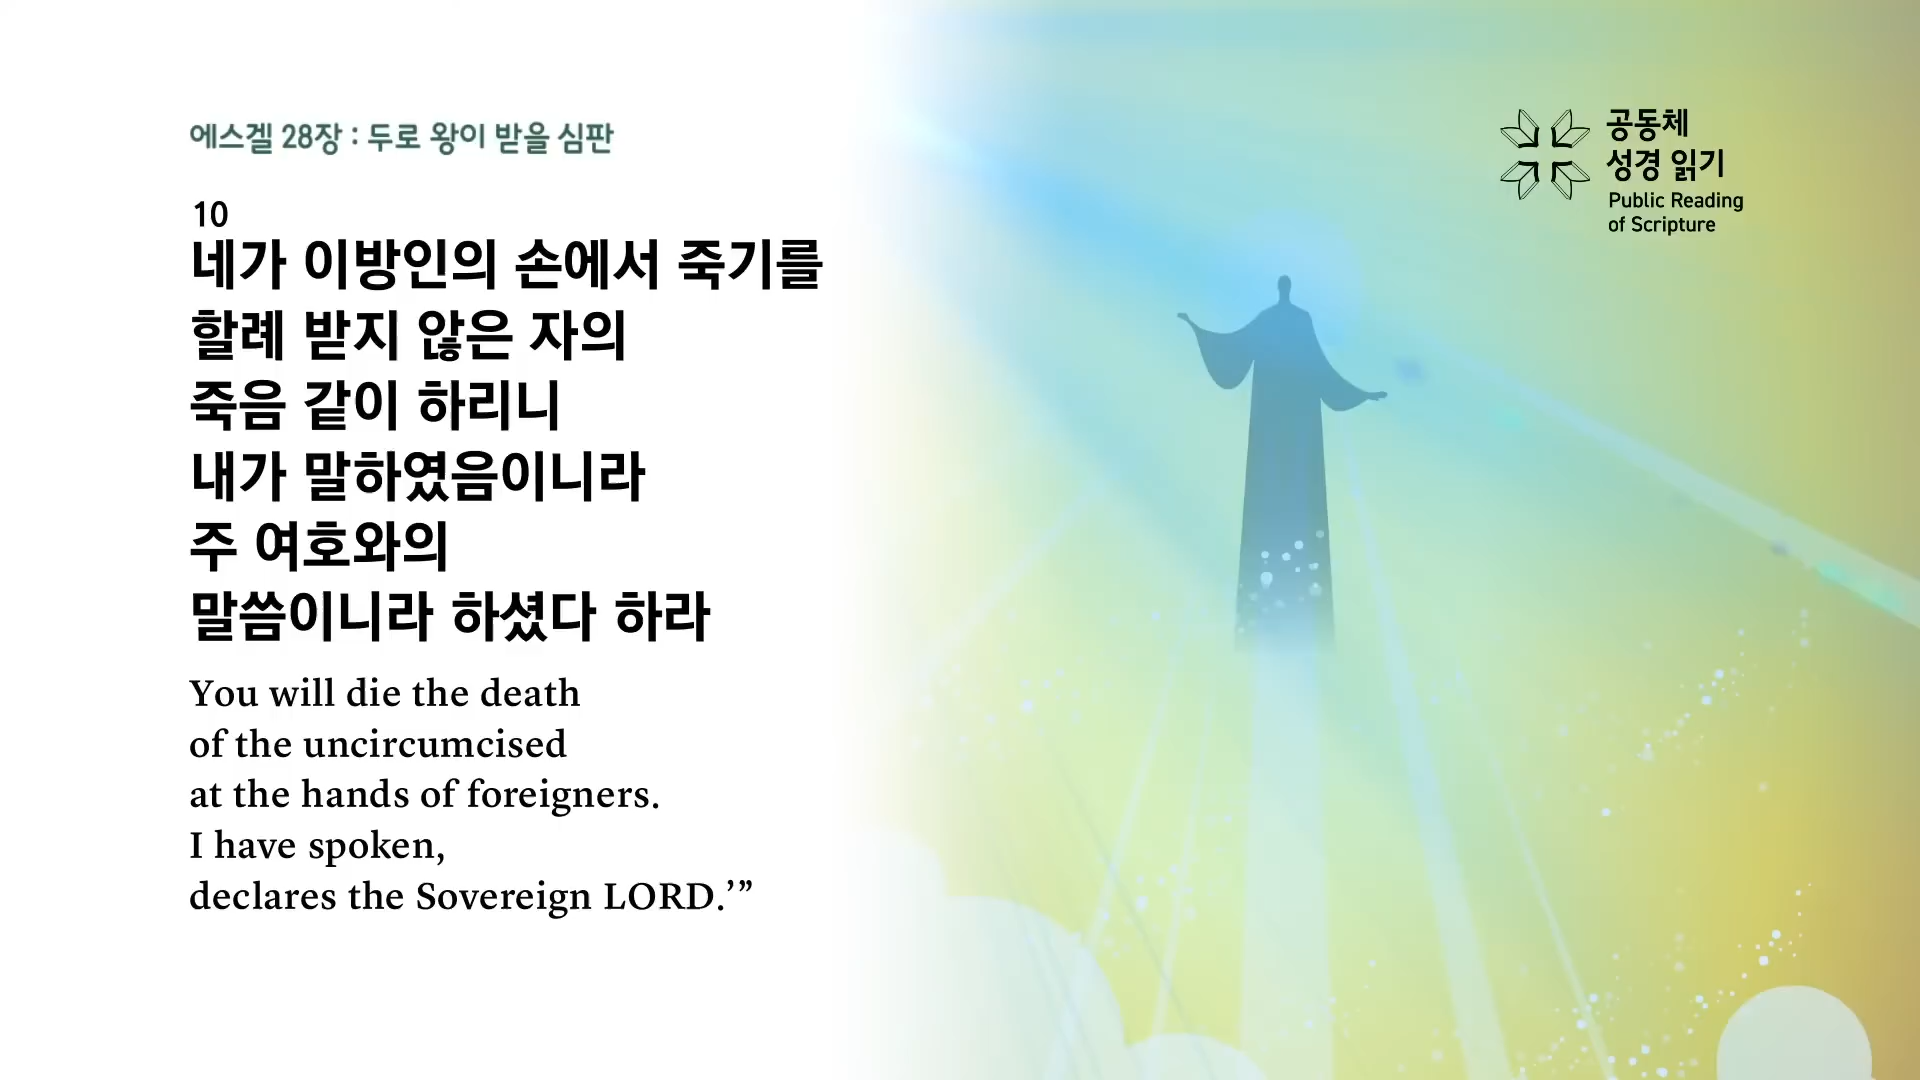 에스겔 28장 : 두로 왕이 받을 심판
10
네가 이방인의 손에서 죽기를
할례 받지 않은 자의
죽음 같이 하리니
내가 말하였음이니라
주 여호와의
말씀이니라 하셨다 하라
You will die the death
of the uncircumcised
at the hands of foreigners.
I have spoken,
declares the Sovereign LORD.’”
공동체
성경 읽기
Public Reading
of Scripture